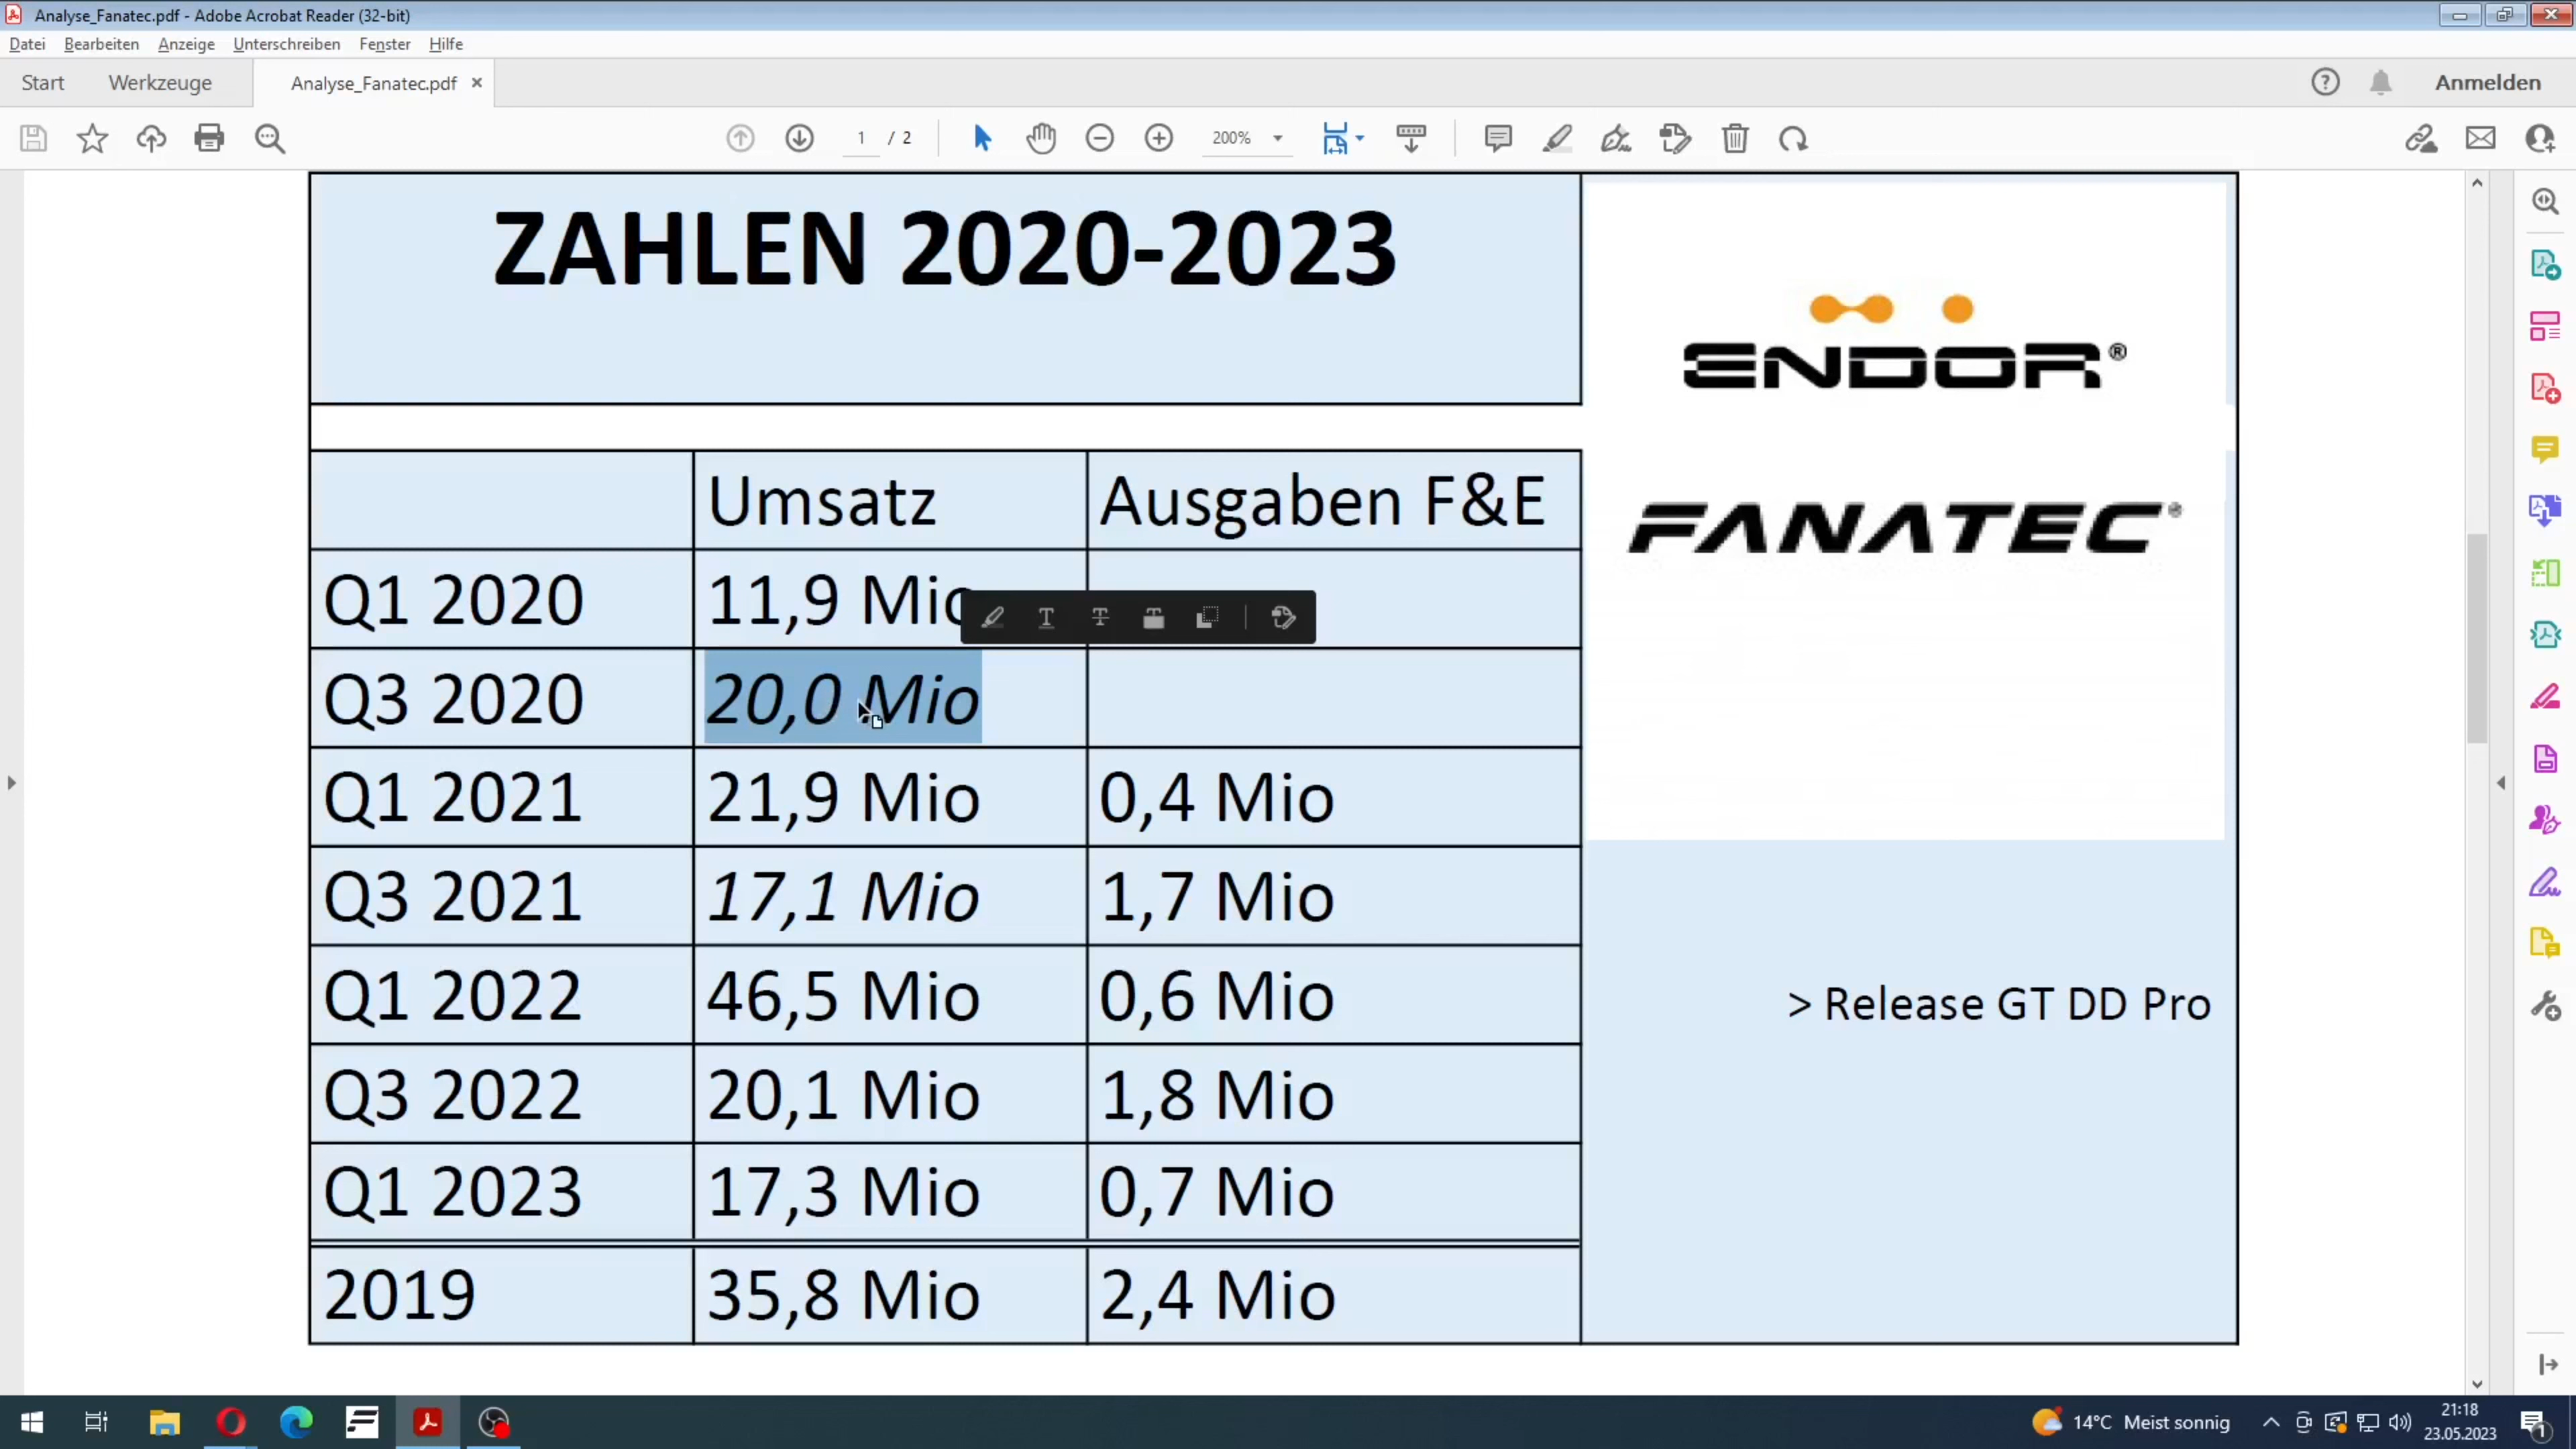 Analyse_Fanatec.pdf - Adobe Acrobat Reader (32-bit)
Datei Bearbeiten Anzeige Unterschreiben Fenster Hilfe
Start Werkzeuge Analyse_Fanatec.pdf × Anmelden
1 / 2 200%
ZAHLEN 2020-2023
ENDOR®
FANATEC®
Umsatz Ausgaben F&E
Q1 2020 11,9 Mio
Q3 2020 20,0 Mio
Q1 2021 21,9 Mio 0,4 Mio
Q3 2021 17,1 Mio 1,7 Mio
Q1 2022 46,5 Mio 0,6 Mio > Release GT DD Pro
Q3 2022 20,1 Mio 1,8 Mio
Q1 2023 17,3 Mio 0,7 Mio
2019 35,8 Mio 2,4 Mio
14°C Meist sonnig
21:18
23.05.2023
1